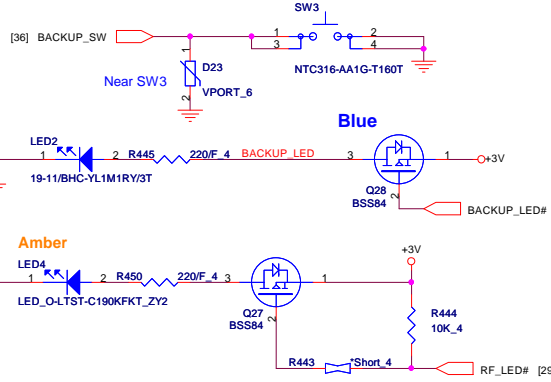 SW3
[36] BACKUP_SW
1
2
3
4
1
D23
NTC316-AA1G-T160T
Near SW3
VPORT_6
2
Blue
LED2
1
2
R445
220/F_4
BACKUP_LED
3
1
+3V
19-11/BHC-YL1M1RY/3T
Q28
BSS84
2
BACKUP_LED#
Amber
+3V
LED4
1
2
R450
220/F_4
3
1
LED_O-LTST-C190KFKT_ZY2
Q27
BSS84
2
R444
10K_4
R443
*Short_4
RF_LED#
[29